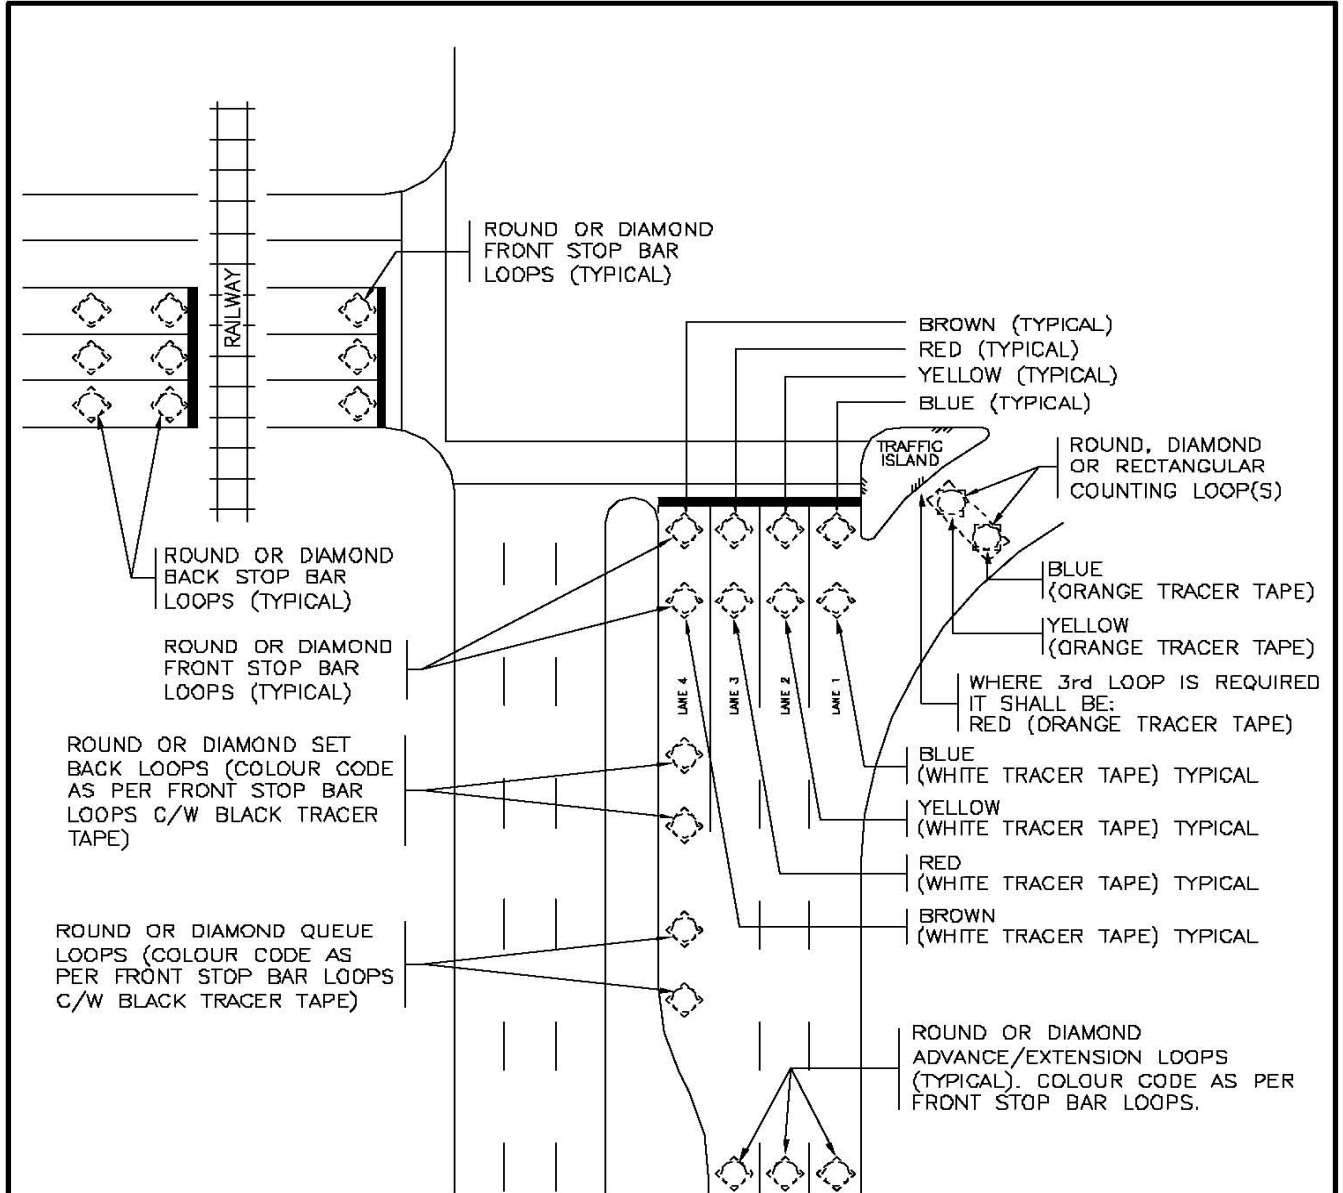 ROUND OR DIAMOND
FRONT STOP BAR
LOOPS (TYPICAL)
RAILWAY
BROWN (TYPICAL)
RED (TYPICAL)
YELLOW (TYPICAL)
BLUE (TYPICAL)
TRAFFIC
ISLAND
ROUND, DIAMOND
OR RECTANGULAR
COUNTING LOOP(S)
ROUND OR DIAMOND
BACK STOP BAR
LOOPS (TYPICAL)
BLUE
(ORANGE TRACER TAPE)
YELLOW
(ORANGE TRACER TAPE)
ROUND OR DIAMOND
FRONT STOP BAR
LOOPS (TYPICAL)
LANE 4
LANE 3
LANE 2
LANE 1
WHERE 3rd LOOP IS REQUIRED
IT SHALL BE:
RED (ORANGE TRACER TAPE)
ROUND OR DIAMOND SET
BACK LOOPS (COLOUR CODE
AS PER FRONT STOP BAR
LOOPS C/W BLACK TRACER
TAPE)
BLUE
(WHITE TRACER TAPE) TYPICAL
YELLOW
(WHITE TRACER TAPE) TYPICAL
RED
(WHITE TRACER TAPE) TYPICAL
BROWN
(WHITE TRACER TAPE) TYPICAL
ROUND OR DIAMOND QUEUE
LOOPS (COLOUR CODE AS
PER FRONT STOP BAR LOOPS
C/W BLACK TRACER TAPE)
ROUND OR DIAMOND
ADVANCE/EXTENSION LOOPS
(TYPICAL). COLOUR CODE AS PER
FRONT STOP BAR LOOPS.